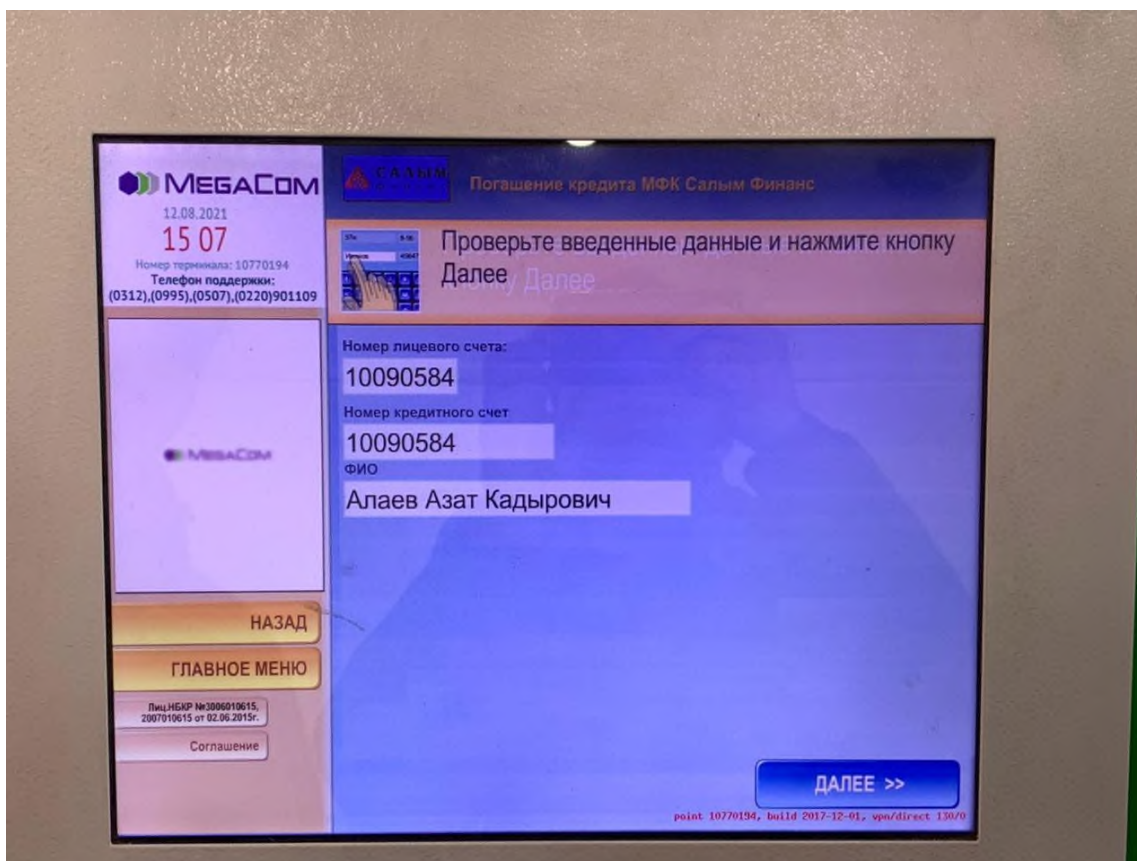 MEGACOM
12.08.2021
15 07
Номер терминала: 10770194
Телефон поддержки:
(0312),(0995),(0507),(0220)901109
САЛЫМ
Погашение кредита МФК Салым Финанс
Проверьте введенные данные и нажмите кнопку
Далее
Далее
Номер лицевого счета:
10090584
Номер кредитного счет
10090584
ФИО
Алаев Азат Кадырович
MEGACOM
НАЗАД
ГЛАВНОЕ МЕНЮ
Лиц.НБКР №3006010615,
2007010615 от 02.06.2015г.
Соглашение
ДАЛЕЕ >>
point 10770194, build 2017-12-01, vpn/direct 130/0